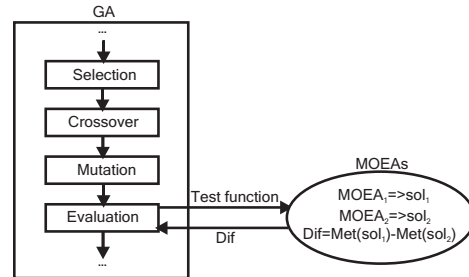 GA
...
Selection
Crossover
Mutation
Evaluation
...
Test function
Dif
MOEAs
MOEA₁=>sol₁
MOEA₂=>sol₂
Dif=Met(sol₁)-Met(sol₂)